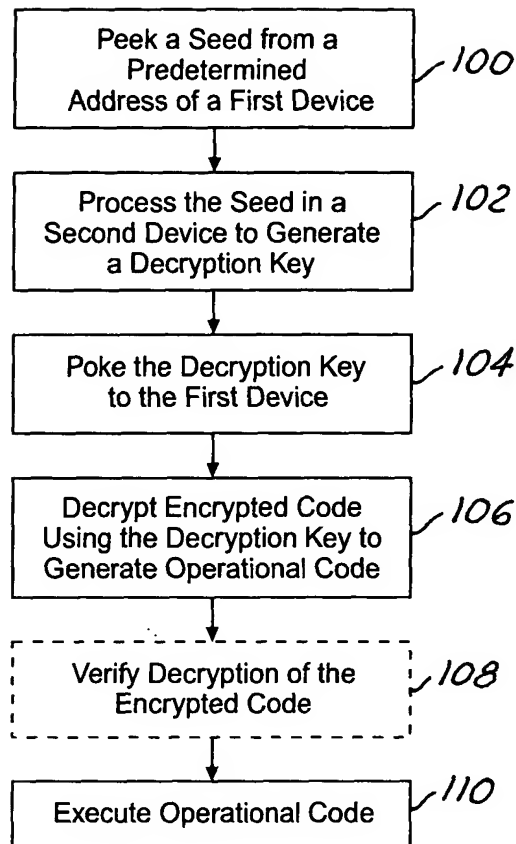 Peek a Seed from a
Predetermined
Address of a First Device
100
Process the Seed in a
Second Device to Generate
a Decryption Key
102
Poke the Decryption Key
to the First Device
104
Decrypt Encrypted Code
Using the Decryption Key to
Generate Operational Code
106
Verify Decryption of the
Encrypted Code
108
Execute Operational Code
110